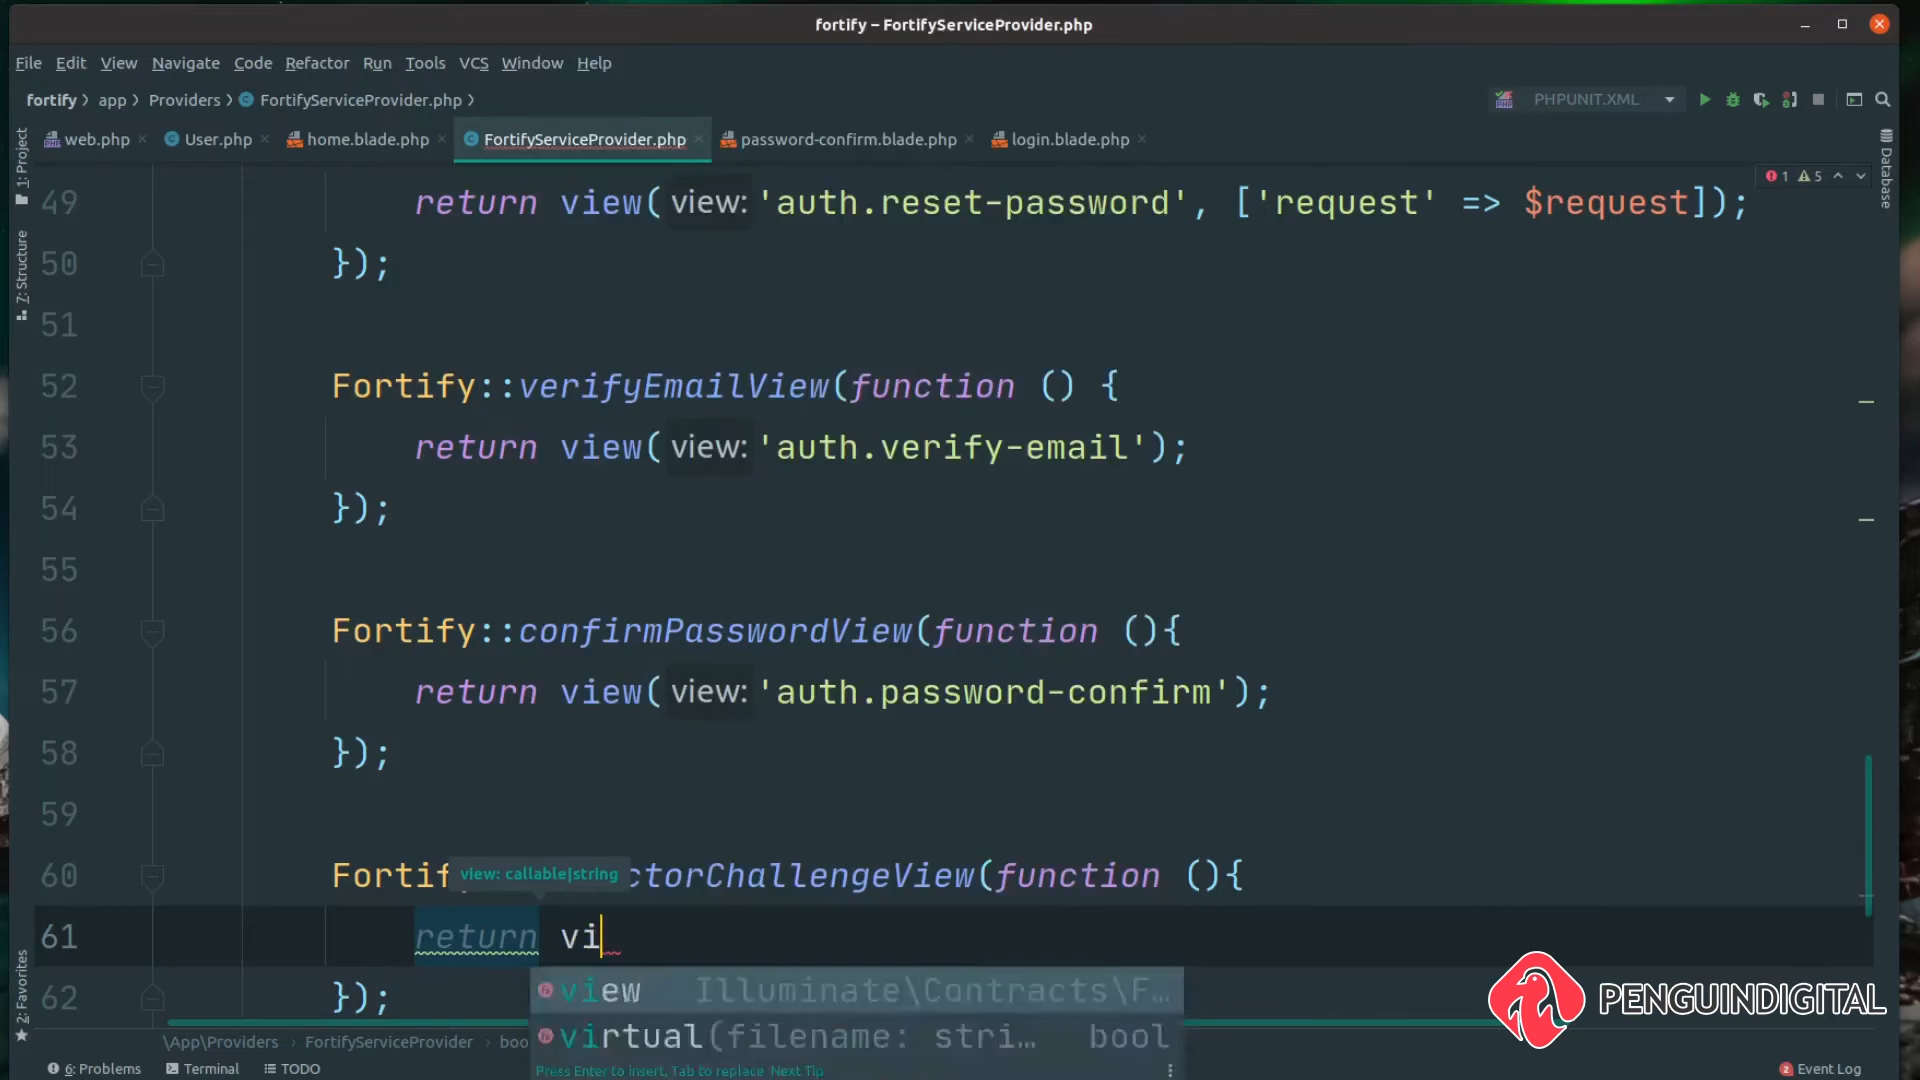 fortify – FortifyServiceProvider.php
File Edit View Navigate Code Refactor Run Tools VCS Window Help
fortify app Providers FortifyServiceProvider.php
PHPUNIT.XML
web.php User.php home.blade.php FortifyServiceProvider.php password-confirm.blade.php login.blade.php
1: Project
7: Structure
2: Favorites
Database
1 5
49 return view( view: 'auth.reset-password', ['request' => $request]);
50 });
51
52 Fortify::verifyEmailView(function () {
53 return view( view: 'auth.verify-email');
54 });
55
56 Fortify::confirmPasswordView(function (){
57 return view( view: 'auth.password-confirm');
58 });
59
view: callable|string
60 Fortif ctorChallengeView(function (){
61 return vi
62 });
view Illuminate\Contracts\F…
virtual(filename: stri… bool
Press Enter to insert, Tab to replace Next Tip
\App\Providers FortifyServiceProvider boo
6: Problems Terminal TODO
2 Event Log
PENGUINDIGITAL